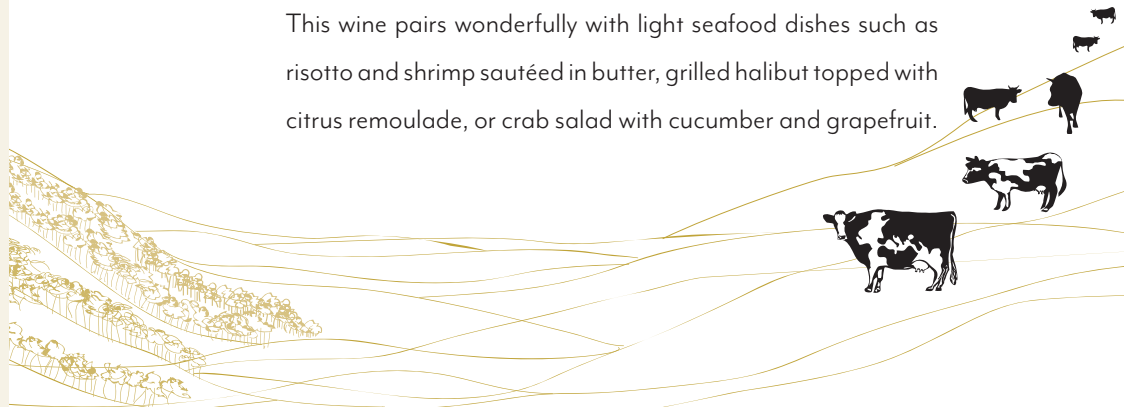 This wine pairs wonderfully with light seafood dishes such as
risotto and shrimp sautéed in butter, grilled halibut topped with
citrus remoulade, or crab salad with cucumber and grapefruit.